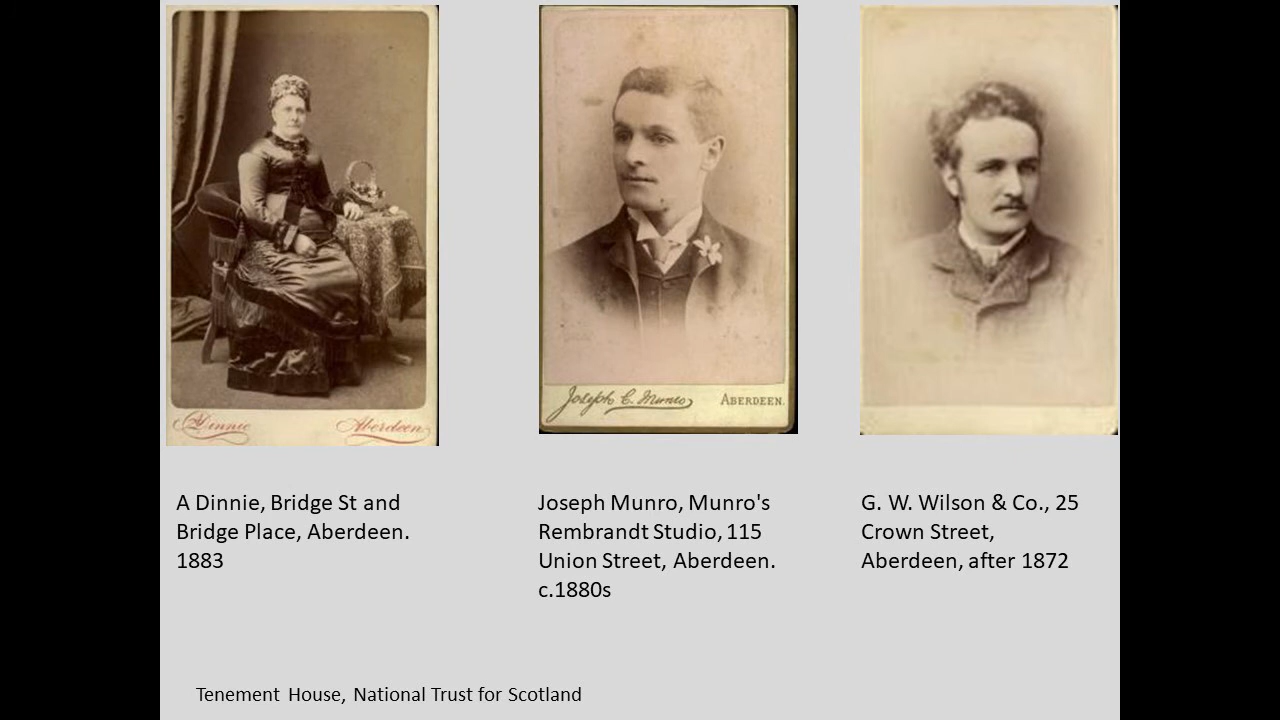 Dinnie Aberdeen
Joseph C. Munro ABERDEEN.
A Dinnie, Bridge St and
Bridge Place, Aberdeen.
1883
Joseph Munro, Munro's
Rembrandt Studio, 115
Union Street, Aberdeen.
c.1880s
G. W. Wilson & Co., 25
Crown Street,
Aberdeen, after 1872
Tenement House, National Trust for Scotland